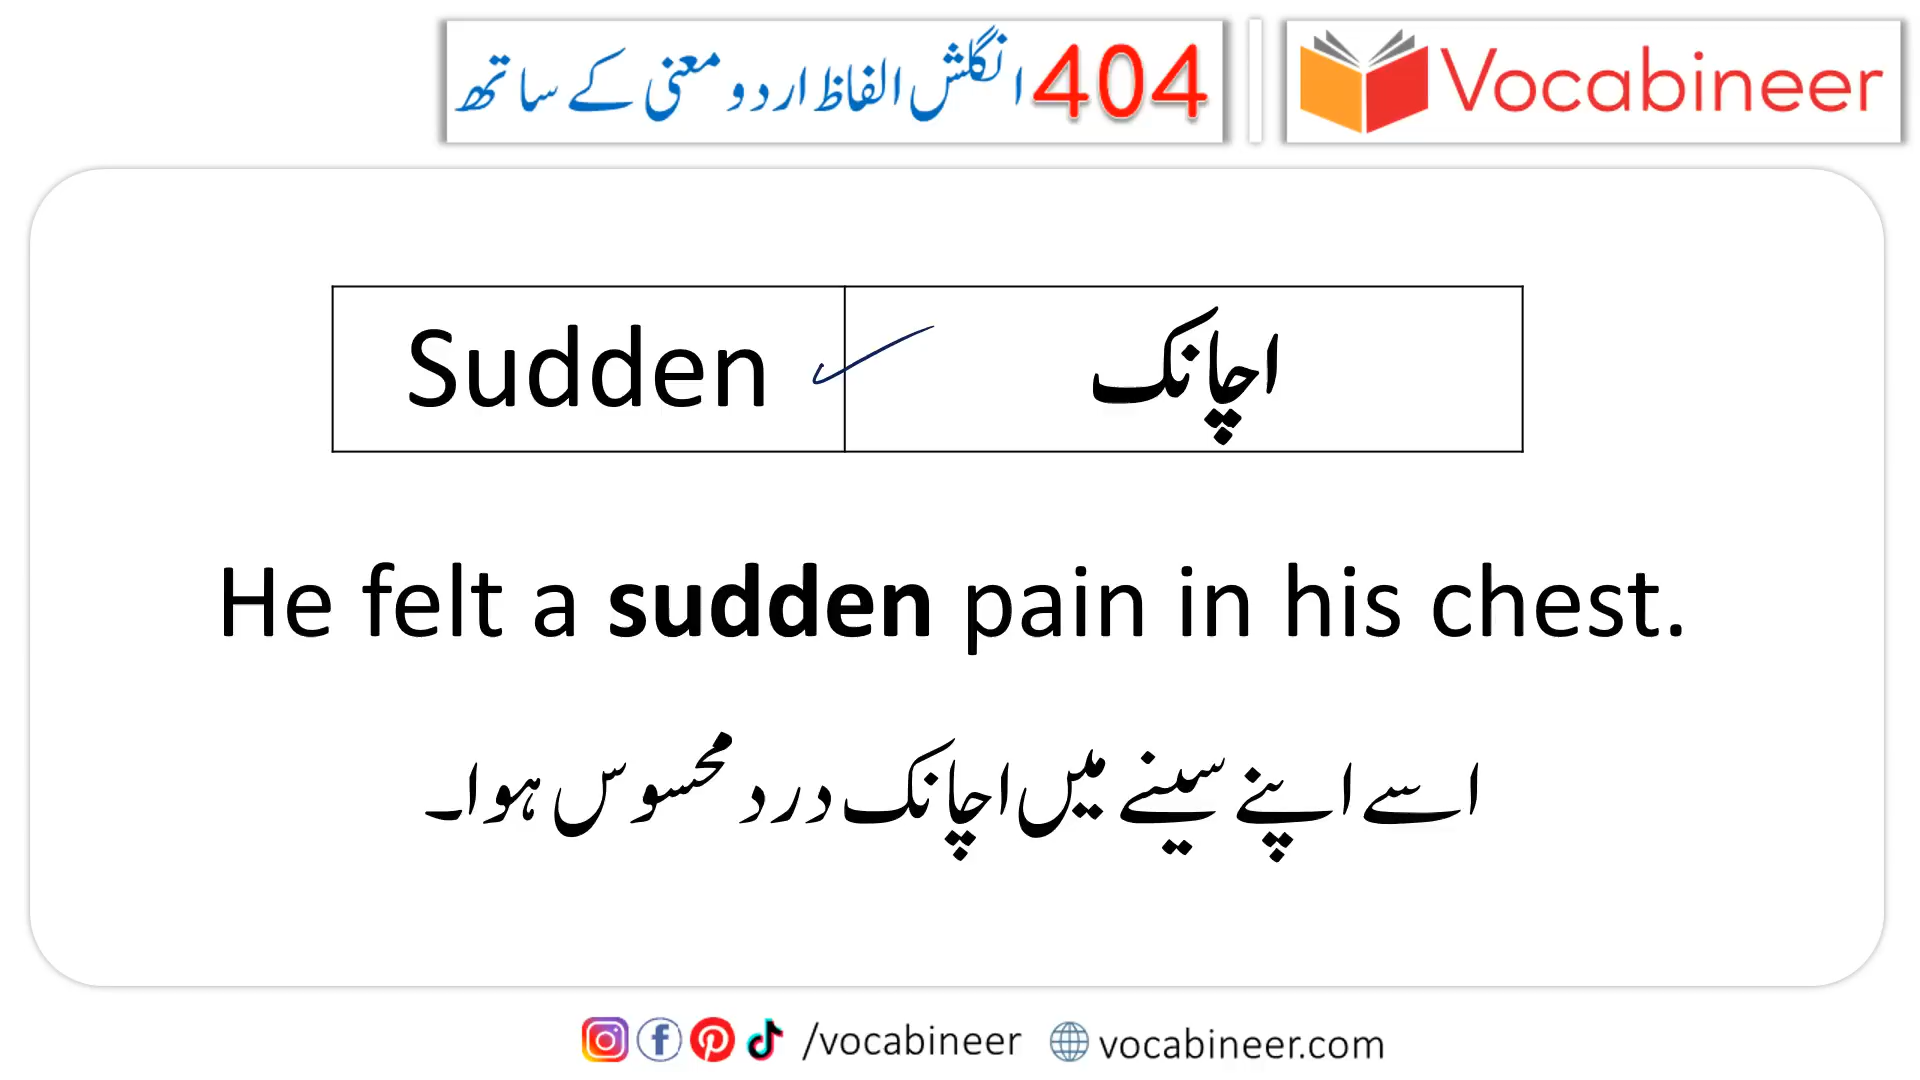 404 انگلش الفاظ اردو معنی کے ساتھ
Vocabineer
Sudden
اچانک
He felt a sudden pain in his chest.
اسے اپنے سینے میں اچانک درد محسوس ہوا۔
/vocabineer vocabineer.com